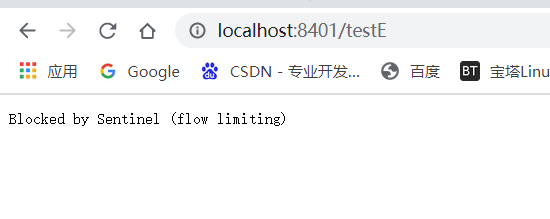 localhost:8401/testE
应用 Google CSDN - 专业开发... 百度 BT 宝塔Linu
Blocked by Sentinel (flow limiting)